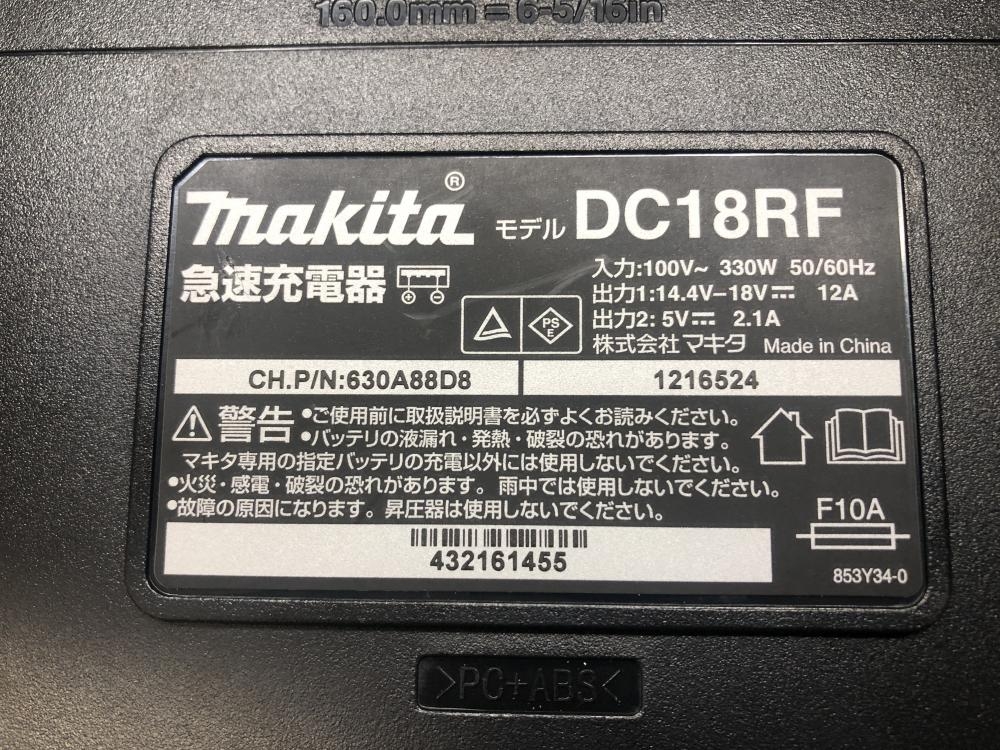 160.0mm = 6-5/16in
makita®
モデル DC18RF
急速充電器
入力:100V~ 330W 50/60Hz
出力1:14.4V–18V⎓ 12A
出力2: 5V⎓ 2.1A
PS
E
株式会社マキタ Made in China
CH.P/N:630A88D8
1216524
警告 •ご使用前に取扱説明書を必ずよくお読みください。
•バッテリの液漏れ・発熱・破裂の恐れがあります。
マキタ専用の指定バッテリの充電以外には使用しないでください。
•火災・感電・破裂の恐れがあります。雨中では使用しないでください。
•故障の原因になります。昇圧器は使用しないでください。
F10A
432161455
853Y34-0
>PC+ABS<